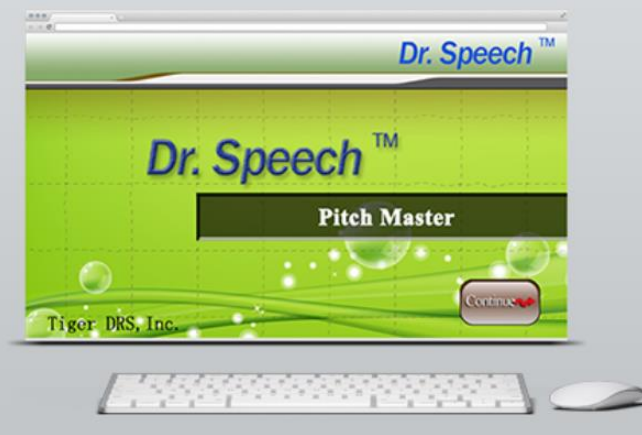 Dr. Speech ™
Dr. Speech ™
Pitch Master
Continue
Tiger DRS, Inc.